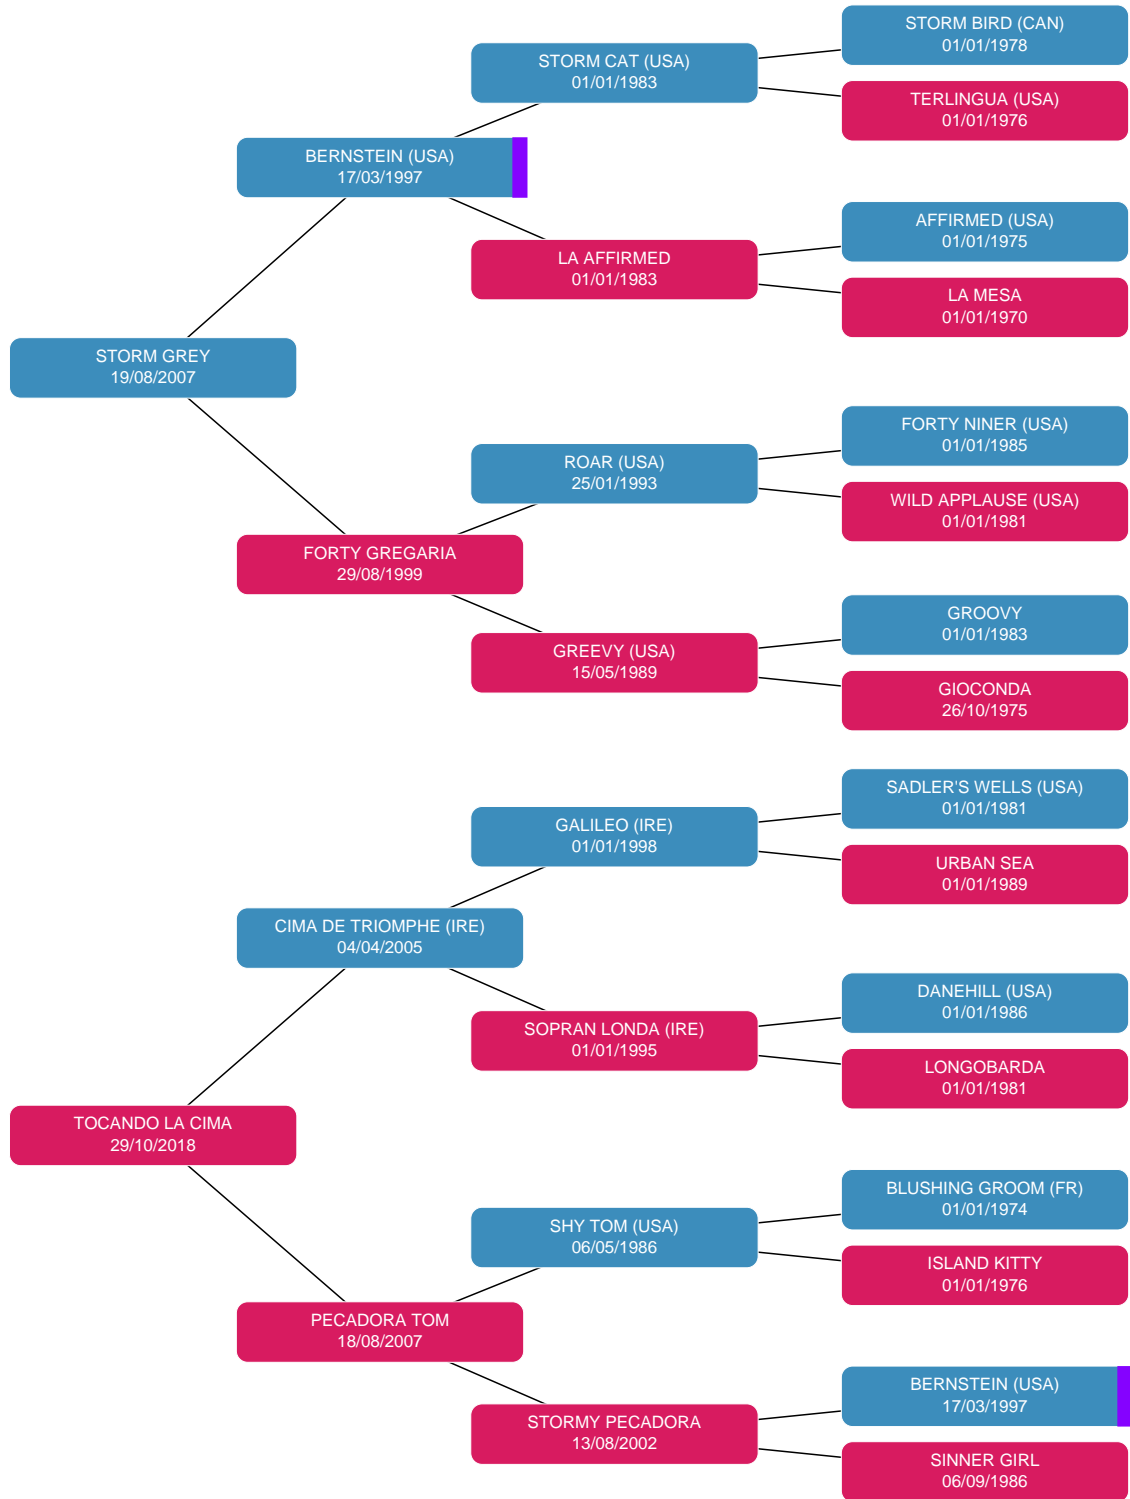 STORM BIRD (CAN)
01/01/1978
STORM CAT (USA)
01/01/1983
TERLINGUA (USA)
01/01/1976
BERNSTEIN (USA)
17/03/1997
AFFIRMED (USA)
01/01/1975
LA AFFIRMED
01/01/1983
LA MESA
01/01/1970
STORM GREY
19/08/2007
FORTY NINER (USA)
01/01/1985
ROAR (USA)
25/01/1993
WILD APPLAUSE (USA)
01/01/1981
FORTY GREGARIA
29/08/1999
GROOVY
01/01/1983
GREEVY (USA)
15/05/1989
GIOCONDA
26/10/1975
SADLER'S WELLS (USA)
01/01/1981
GALILEO (IRE)
01/01/1998
URBAN SEA
01/01/1989
CIMA DE TRIOMPHE (IRE)
04/04/2005
DANEHILL (USA)
01/01/1986
SOPRAN LONDA (IRE)
01/01/1995
LONGOBARDA
01/01/1981
TOCANDO LA CIMA
29/10/2018
BLUSHING GROOM (FR)
01/01/1974
SHY TOM (USA)
06/05/1986
ISLAND KITTY
01/01/1976
PECADORA TOM
18/08/2007
BERNSTEIN (USA)
17/03/1997
STORMY PECADORA
13/08/2002
SINNER GIRL
06/09/1986